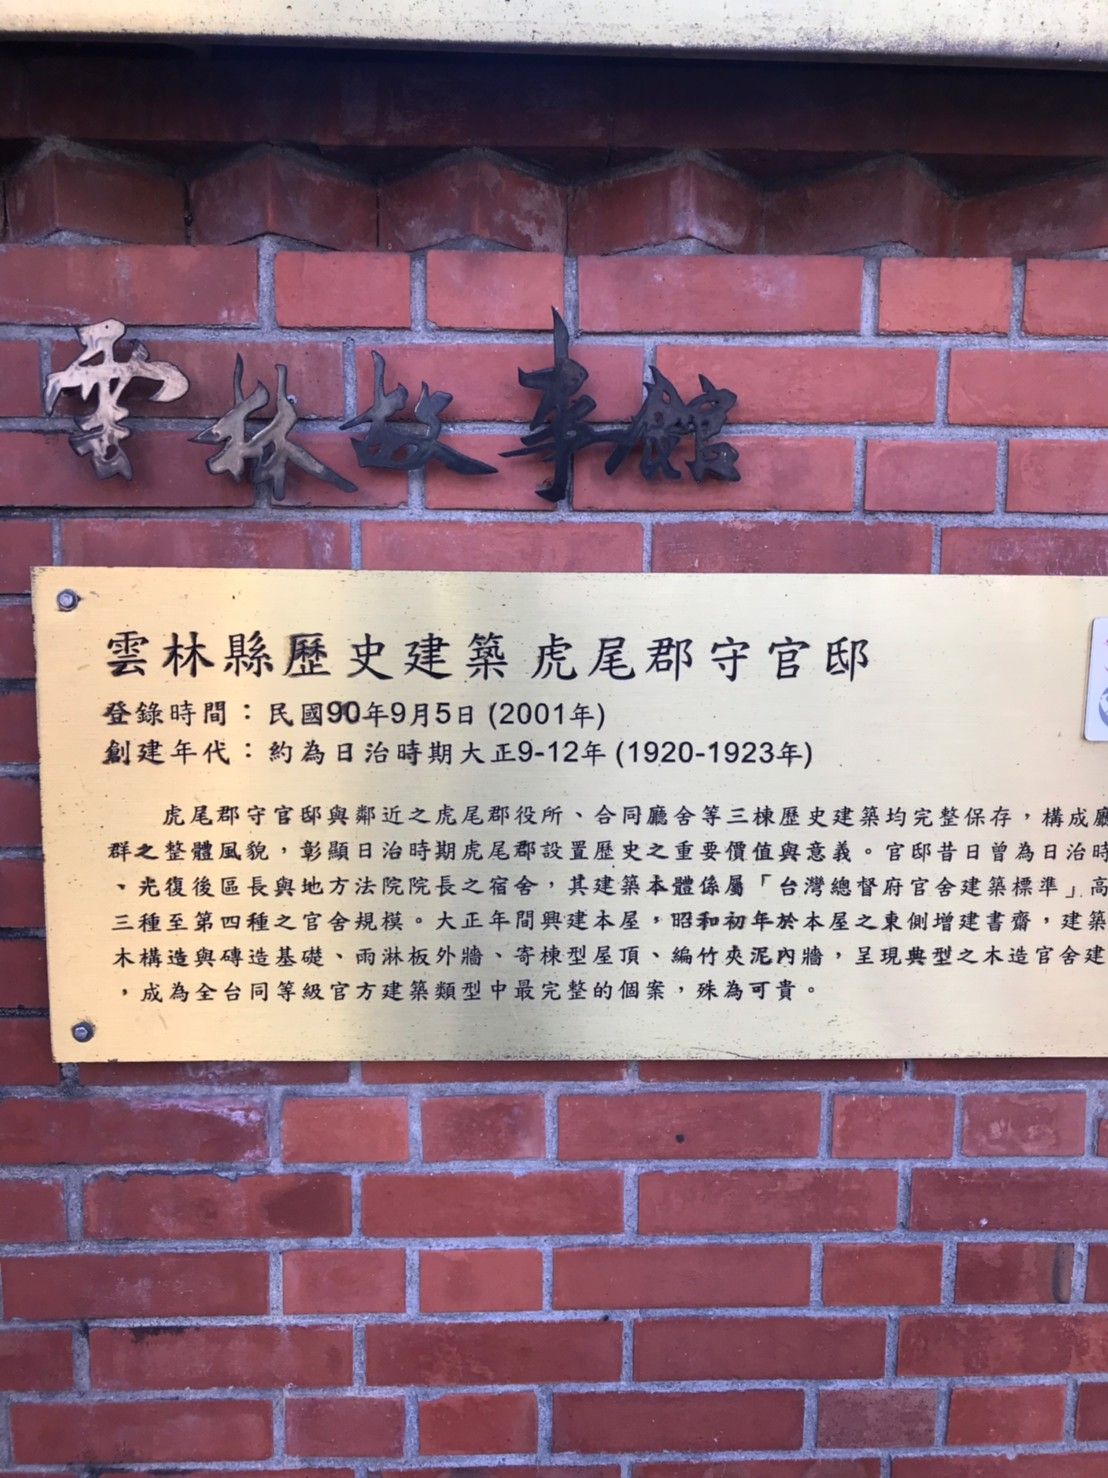 雲林故事館
雲林縣歷史建築 虎尾郡守官邸
登錄時間：民國90年9月5日 (2001年)
創建年代：約為日治時期大正9-12年 (1920-1923年)
虎尾郡守官邸與鄰近之虎尾郡役所、合同廳舍等三棟歷史建築均完整保存，構成廳
群之整體風貌，彰顯日治時期虎尾郡設置歷史之重要價值與意義。官邸昔日曾為日治時
、光復後區長與地方法院院長之宿舍，其建築本體係屬「台灣總督府官舍建築標準」高
三種至第四種之官舍規模。大正年間興建本屋，昭和初年於本屋之東側增建書齋，建築
木構造與磚造基礎、雨淋板外牆、寄棟型屋頂、編竹夾泥內牆，呈現典型之木造官舍建
，成為全台同等級官方建築類型中最完整的個案，殊為可貴。